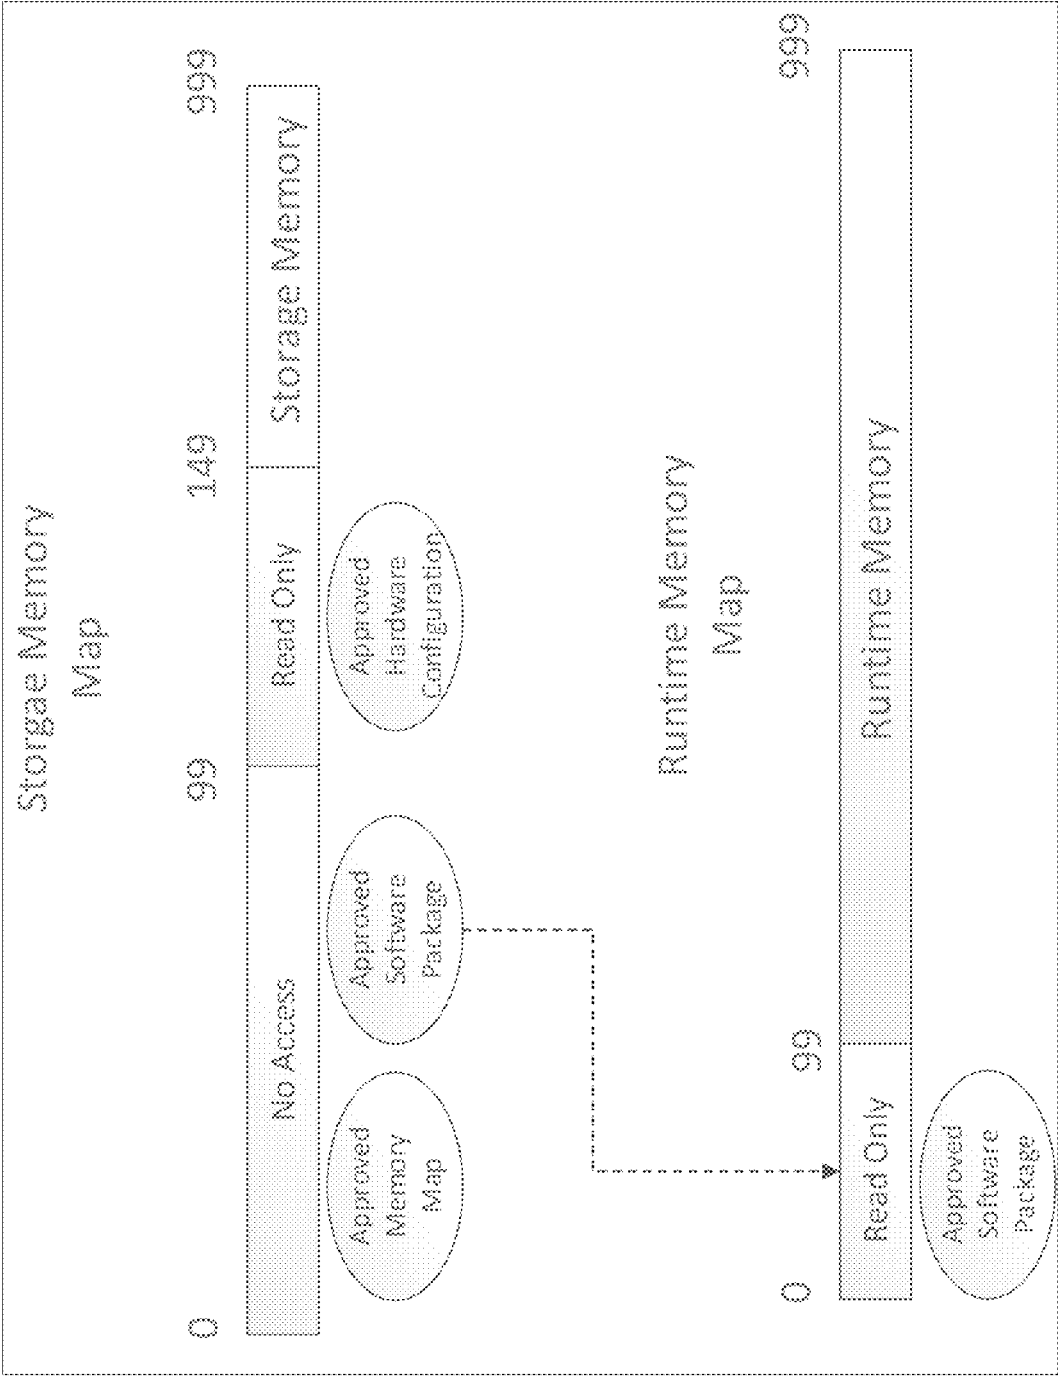 Storgae Memory
Map
0
99
149
999
No Access
Read Only
Storage Memory
Approved
Memory
Map
Approved
Software
Package
Approved
Hardware
Configuration
Runtime Memory
Map
0
99
999
Read Only
Runtime Memory
Approved
Software
Package